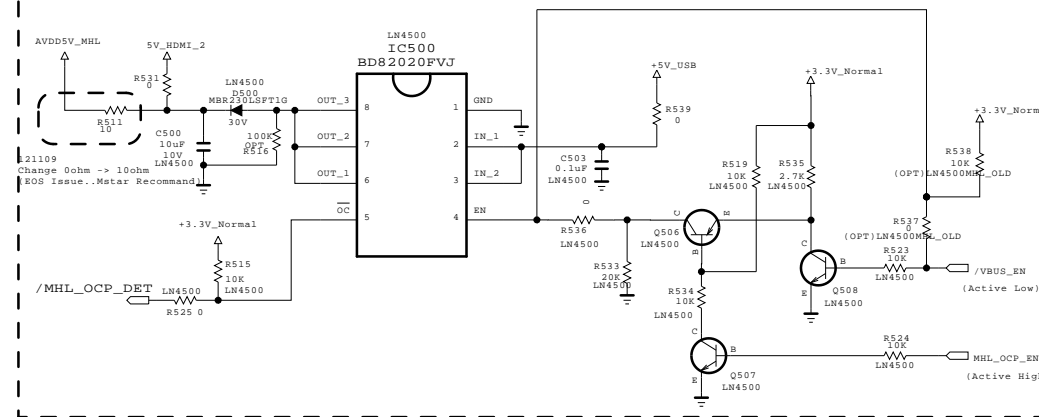 LN4500
IC500
BD82020FVJ
AVDD5V_MHL
5V_HDMI_2
R531
0
LN4500
D500
MBR230LSFT1G
30V
R511
10
C500
10uF
10V
LN4500
100K
OPT
R516
121109
Change 0ohm -> 10ohm
(EOS Issue..Mstar Recommand)
OUT_3
8
OUT_2
7
OUT_1
6
OC
5
1
GND
2
IN_1
3
IN_2
4
EN
+3.3V_Normal
R515
10K
LN4500
/MHL_OCP_DET
LN4500
R525 0
+5V_USB
R539
0
C503
0.1uF
LN4500
0
R536
LN4500
R533
20K
LN4500
C
E
B
Q506
LN4500
R534
10K
LN4500
R519
10K
LN4500
+3.3V_Normal
R535
2.7K
LN4500
C
B
E
Q508
LN4500
C
B
E
Q507
LN4500
+3.3V_Norm
R538
10K
(OPT)LN4500MHL_OLD
R537
0
(OPT)LN4500MHL_OLD
R523
10K
LN4500
/VBUS_EN
(Active Low)
R524
10K
LN4500
MHL_OCP_EN
(Active High